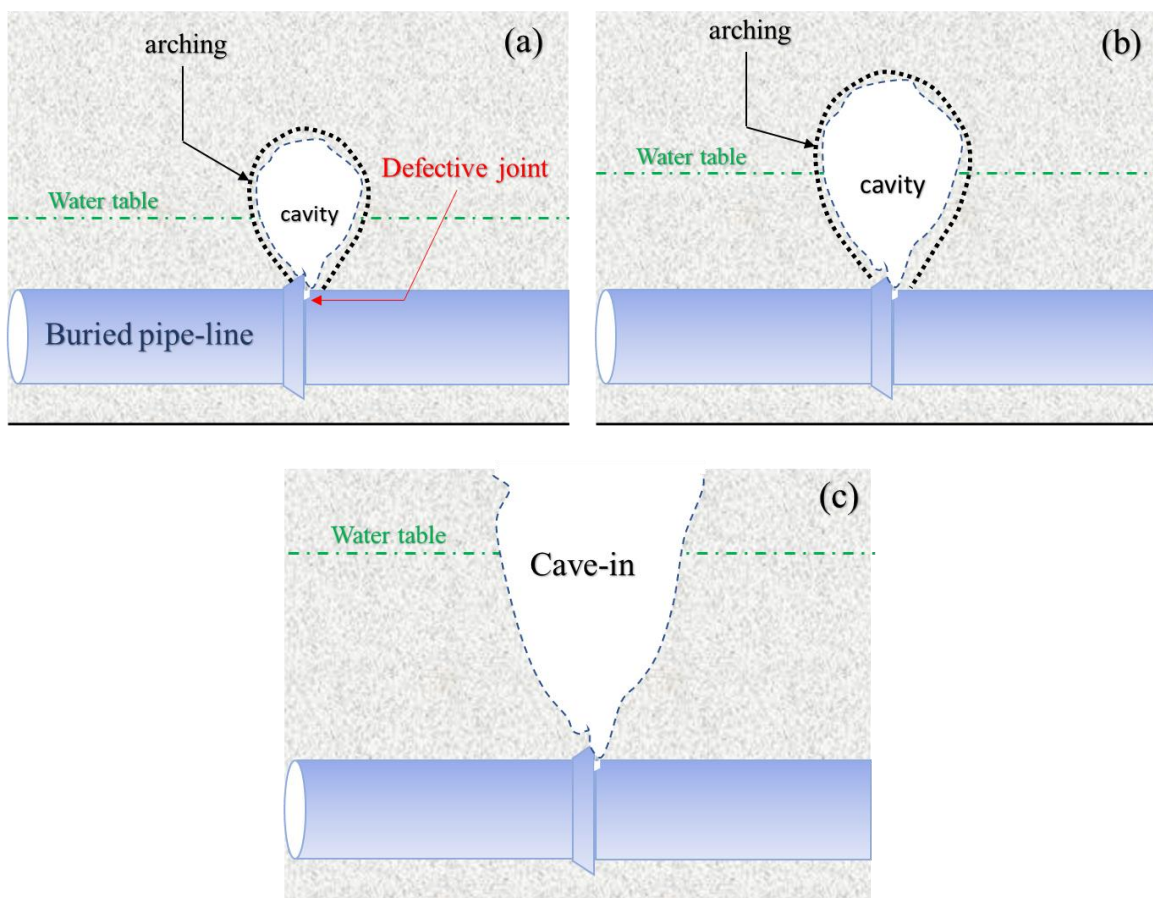 (a)
arching
Defective joint
Water table
cavity
Buried pipe-line
(b)
arching
Water table
cavity
(c)
Water table
Cave-in